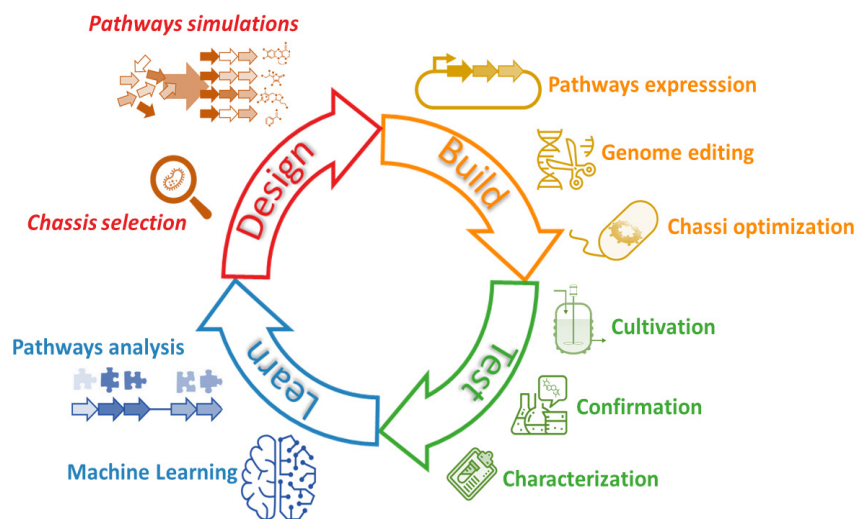 Pathways simulations
Pathways expresssion
Design
Build
Genome editing
Chassis selection
Chassi optimization
Cultivation
Pathways analysis
Learn
Test
Confirmation
Machine Learning
Characterization